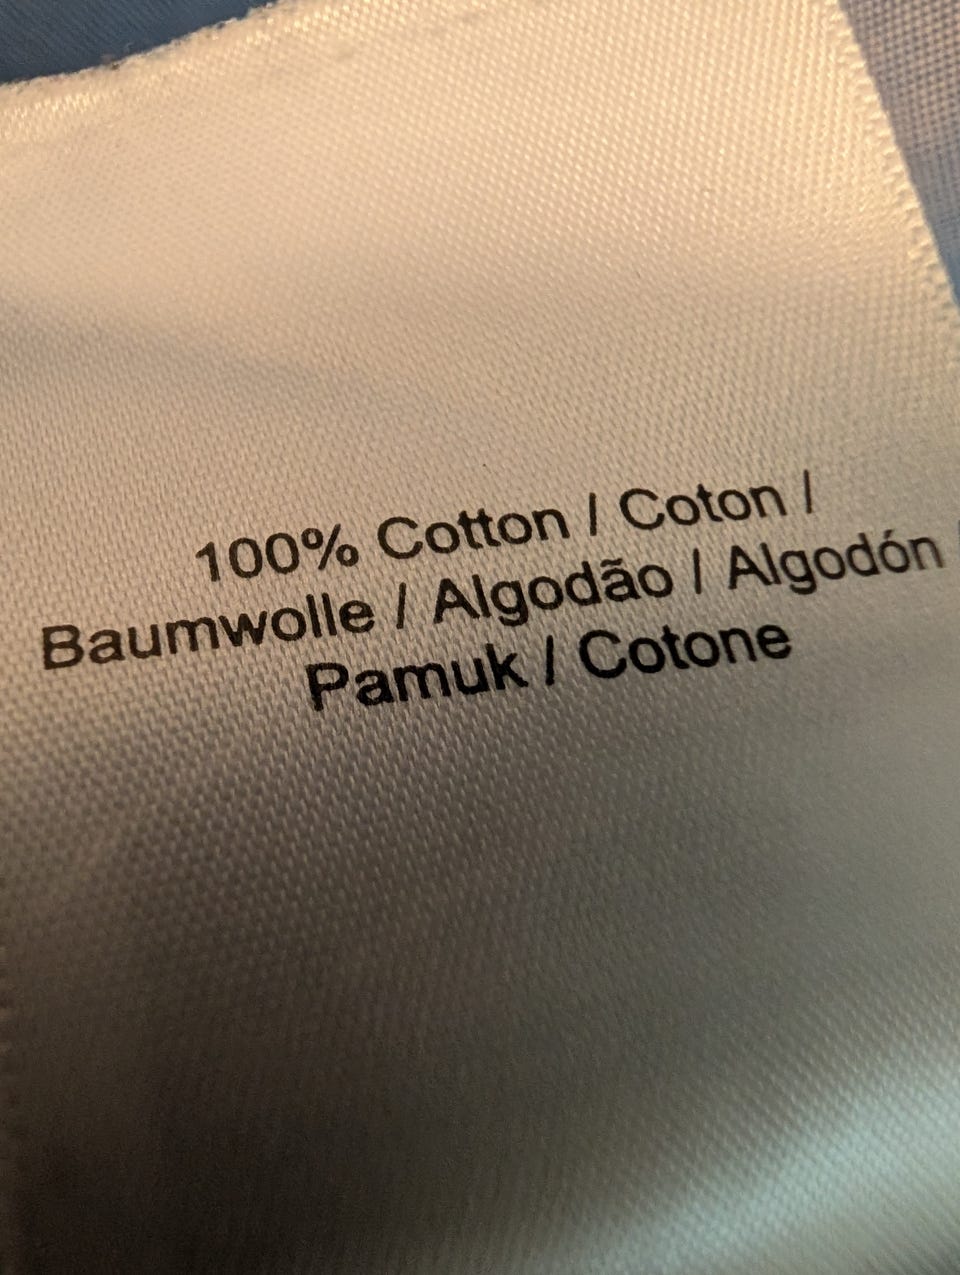 100% Cotton / Coton /
Baumwolle / Algodão / Algodón /
Pamuk / Cotone